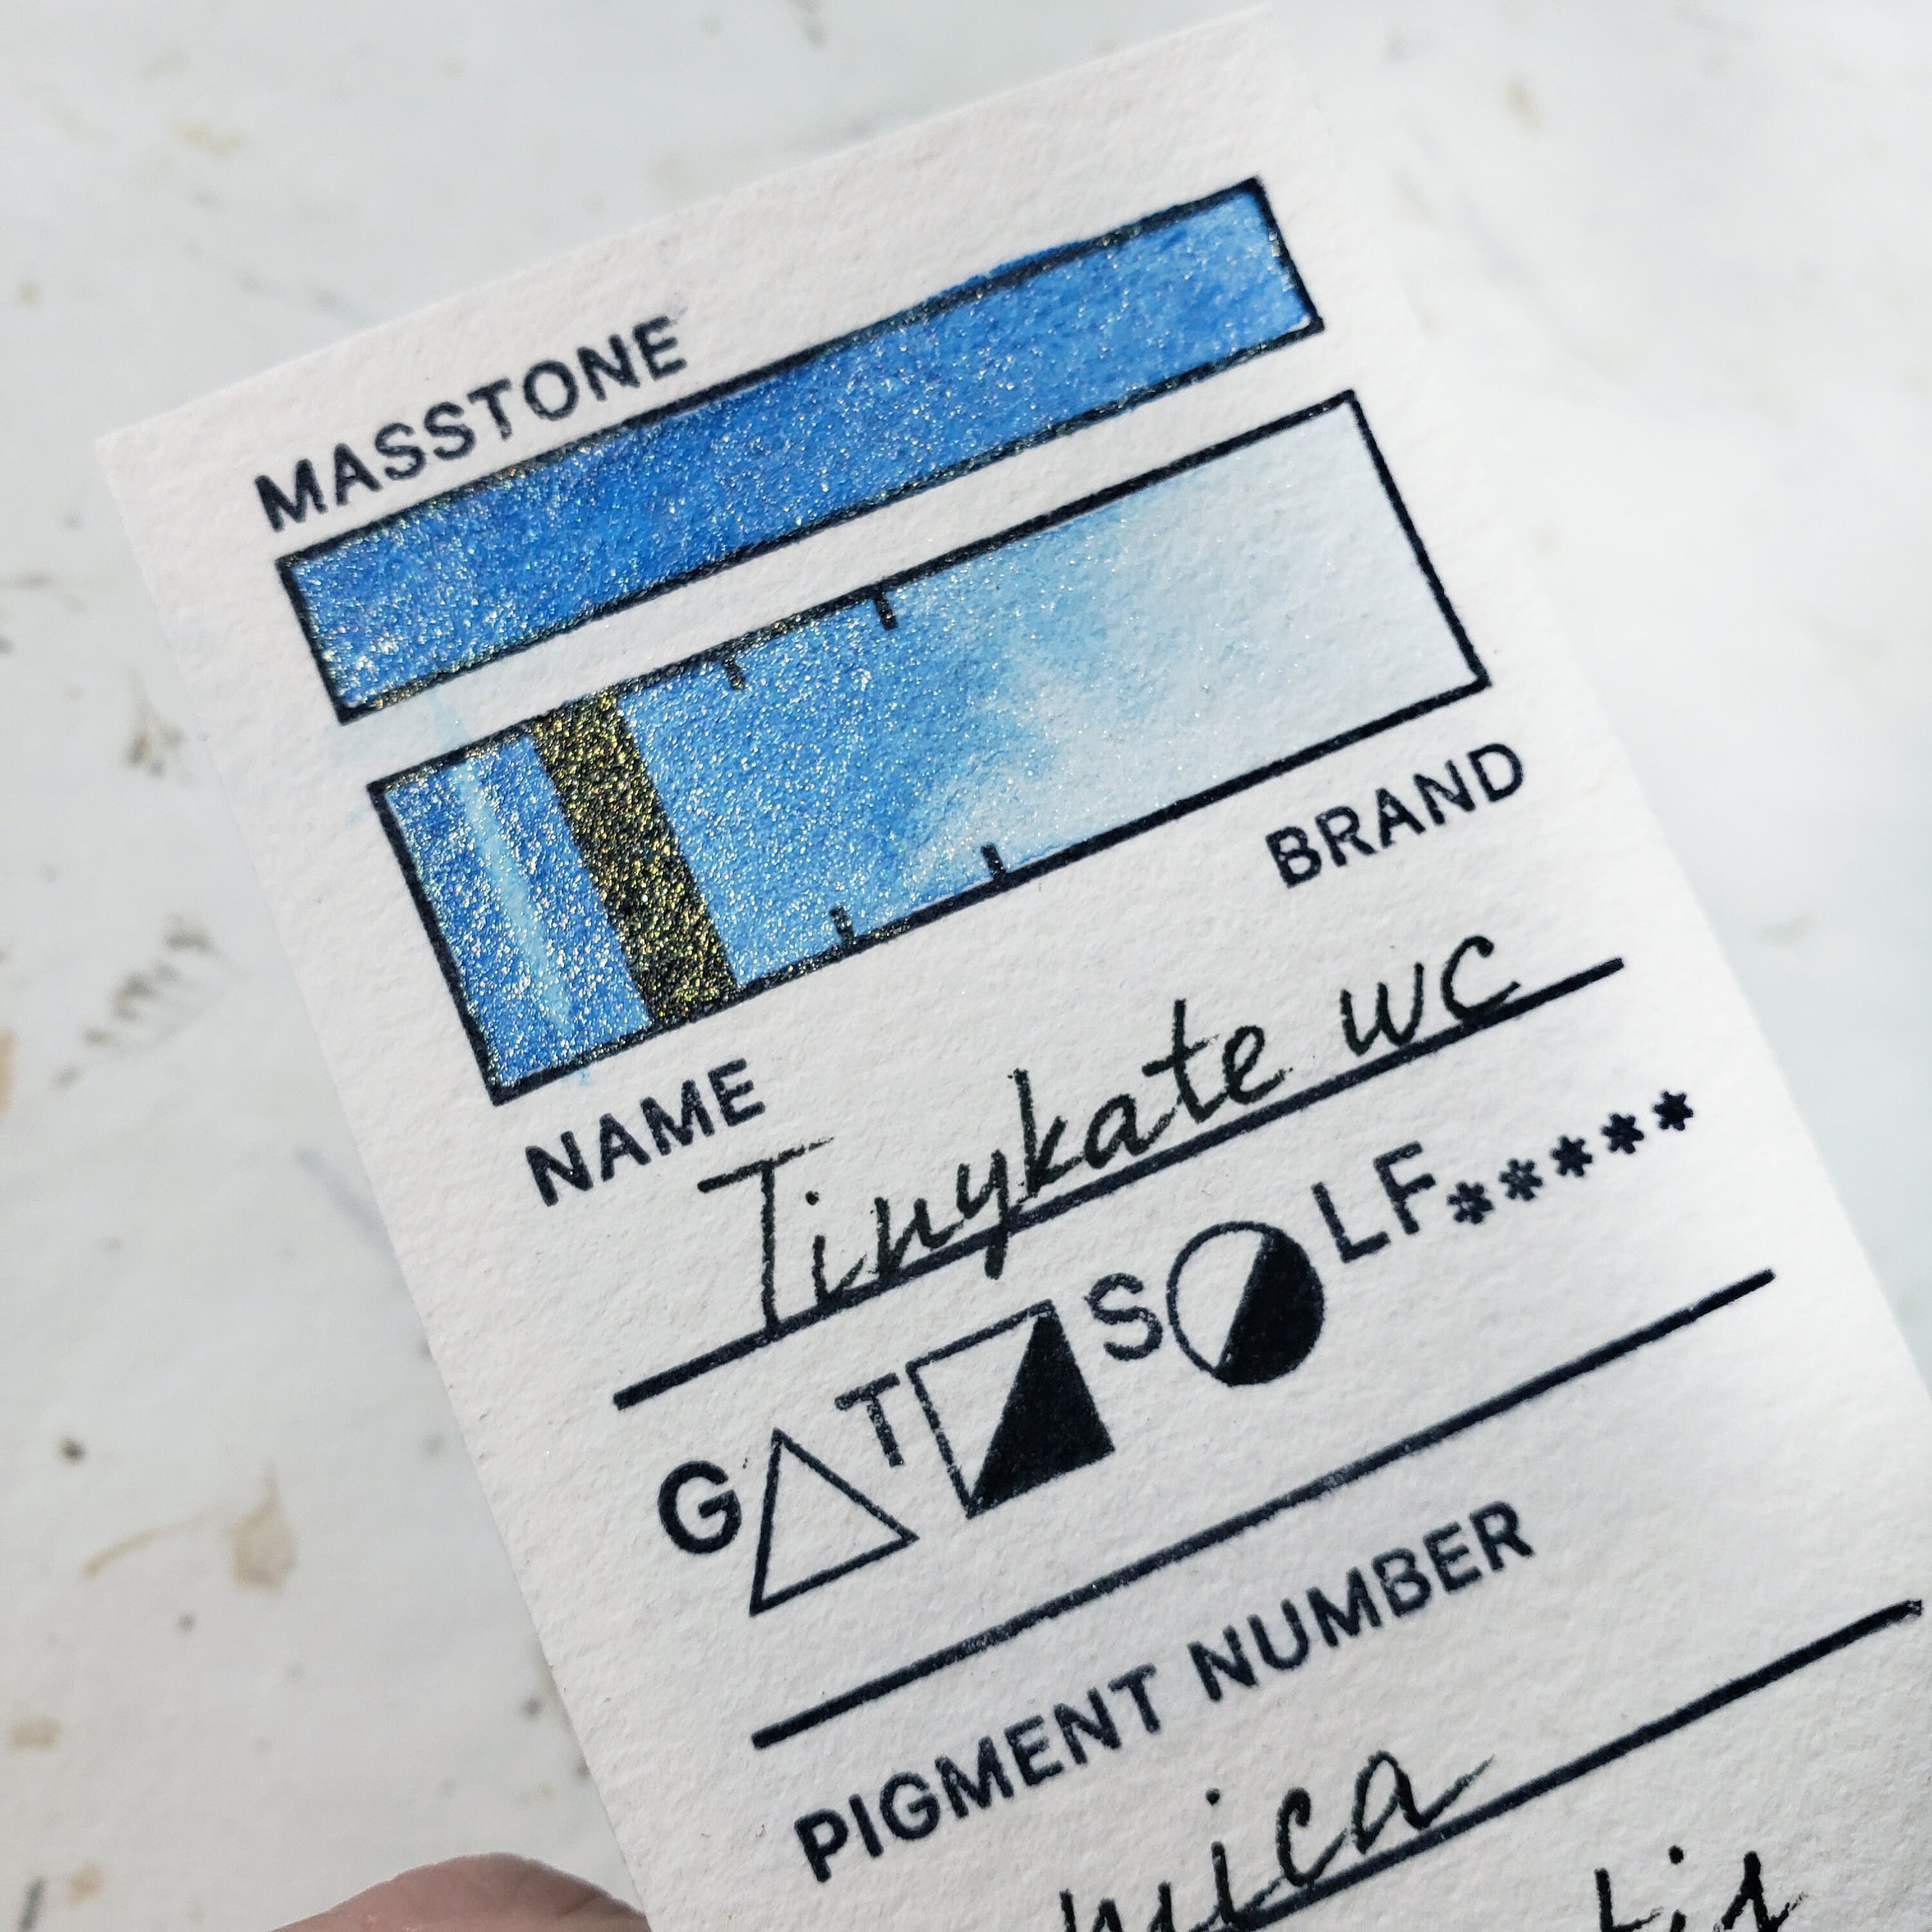 MASSTONE
BRAND
NAME
Tinykate WC
G T S LF *****
PIGMENT NUMBER
mica